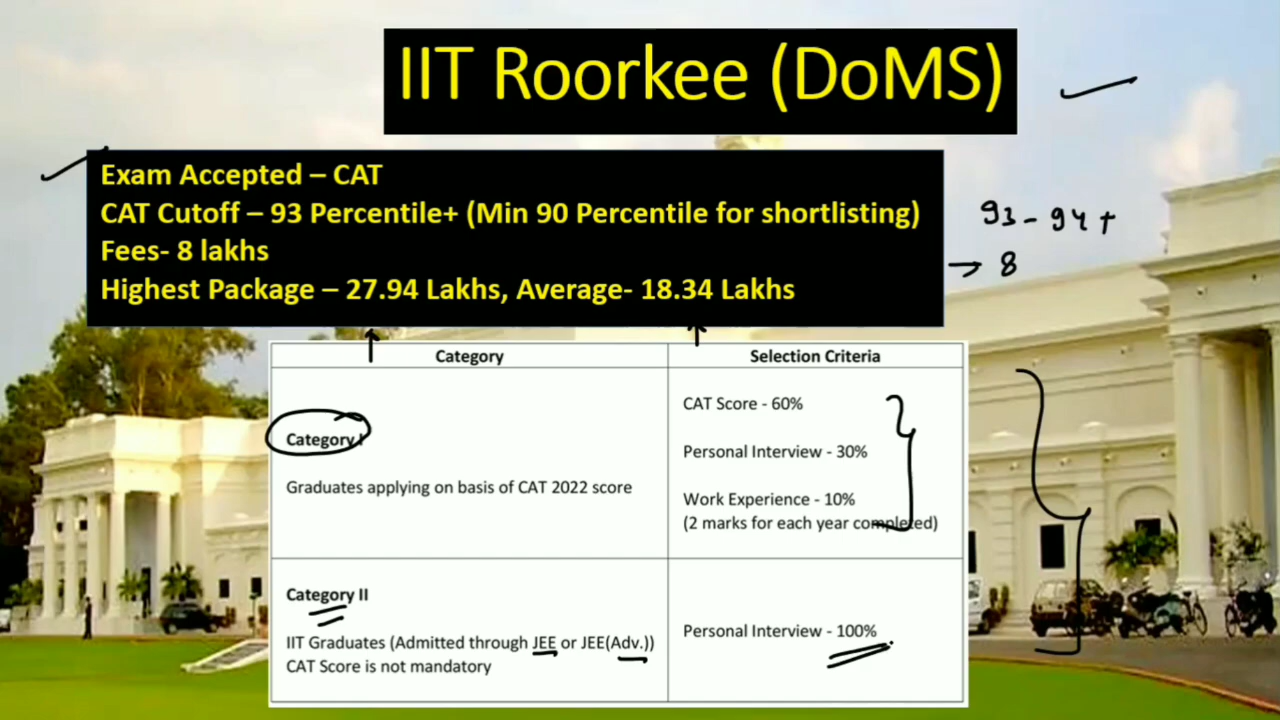 IIT Roorkee (DoMS)
Exam Accepted – CAT
CAT Cutoff – 93 Percentile+ (Min 90 Percentile for shortlisting)
Fees- 8 lakhs
Highest Package – 27.94 Lakhs, Average- 18.34 Lakhs
93 - 94 +
→ 8
Category
Selection Criteria
Category I
Graduates applying on basis of CAT 2022 score
CAT Score - 60%
Personal Interview - 30%
Work Experience - 10%
(2 marks for each year completed)
Category II
IIT Graduates (Admitted through JEE or JEE(Adv.))
CAT Score is not mandatory
Personal Interview - 100%